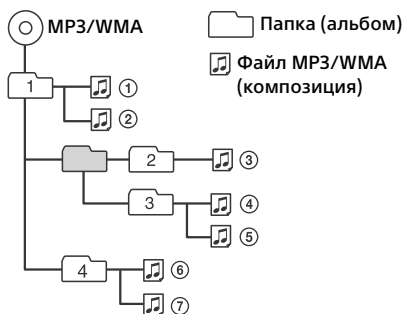 MP3/WMA
Папка (альбом)
Файл MP3/WMA
(композиция)
1
①
②
2
③
3
④
⑤
4
⑥
⑦